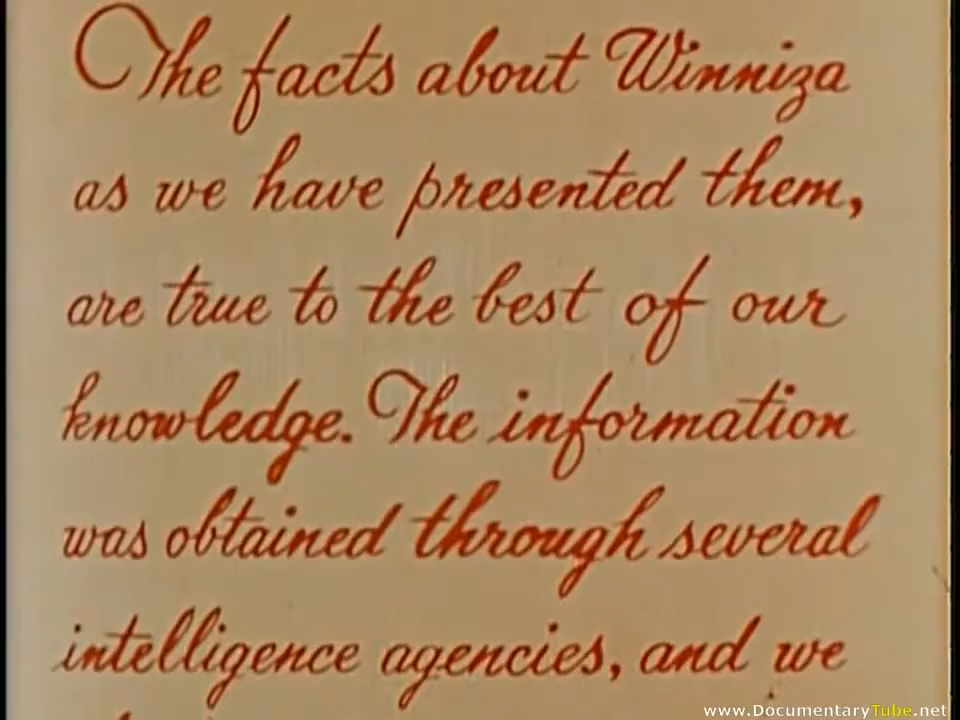 The facts about Winniza
as we have presented them,
are true to the best of our
knowledge. The information
was obtained through several
intelligence agencies, and we
www.DocumentaryTube.net